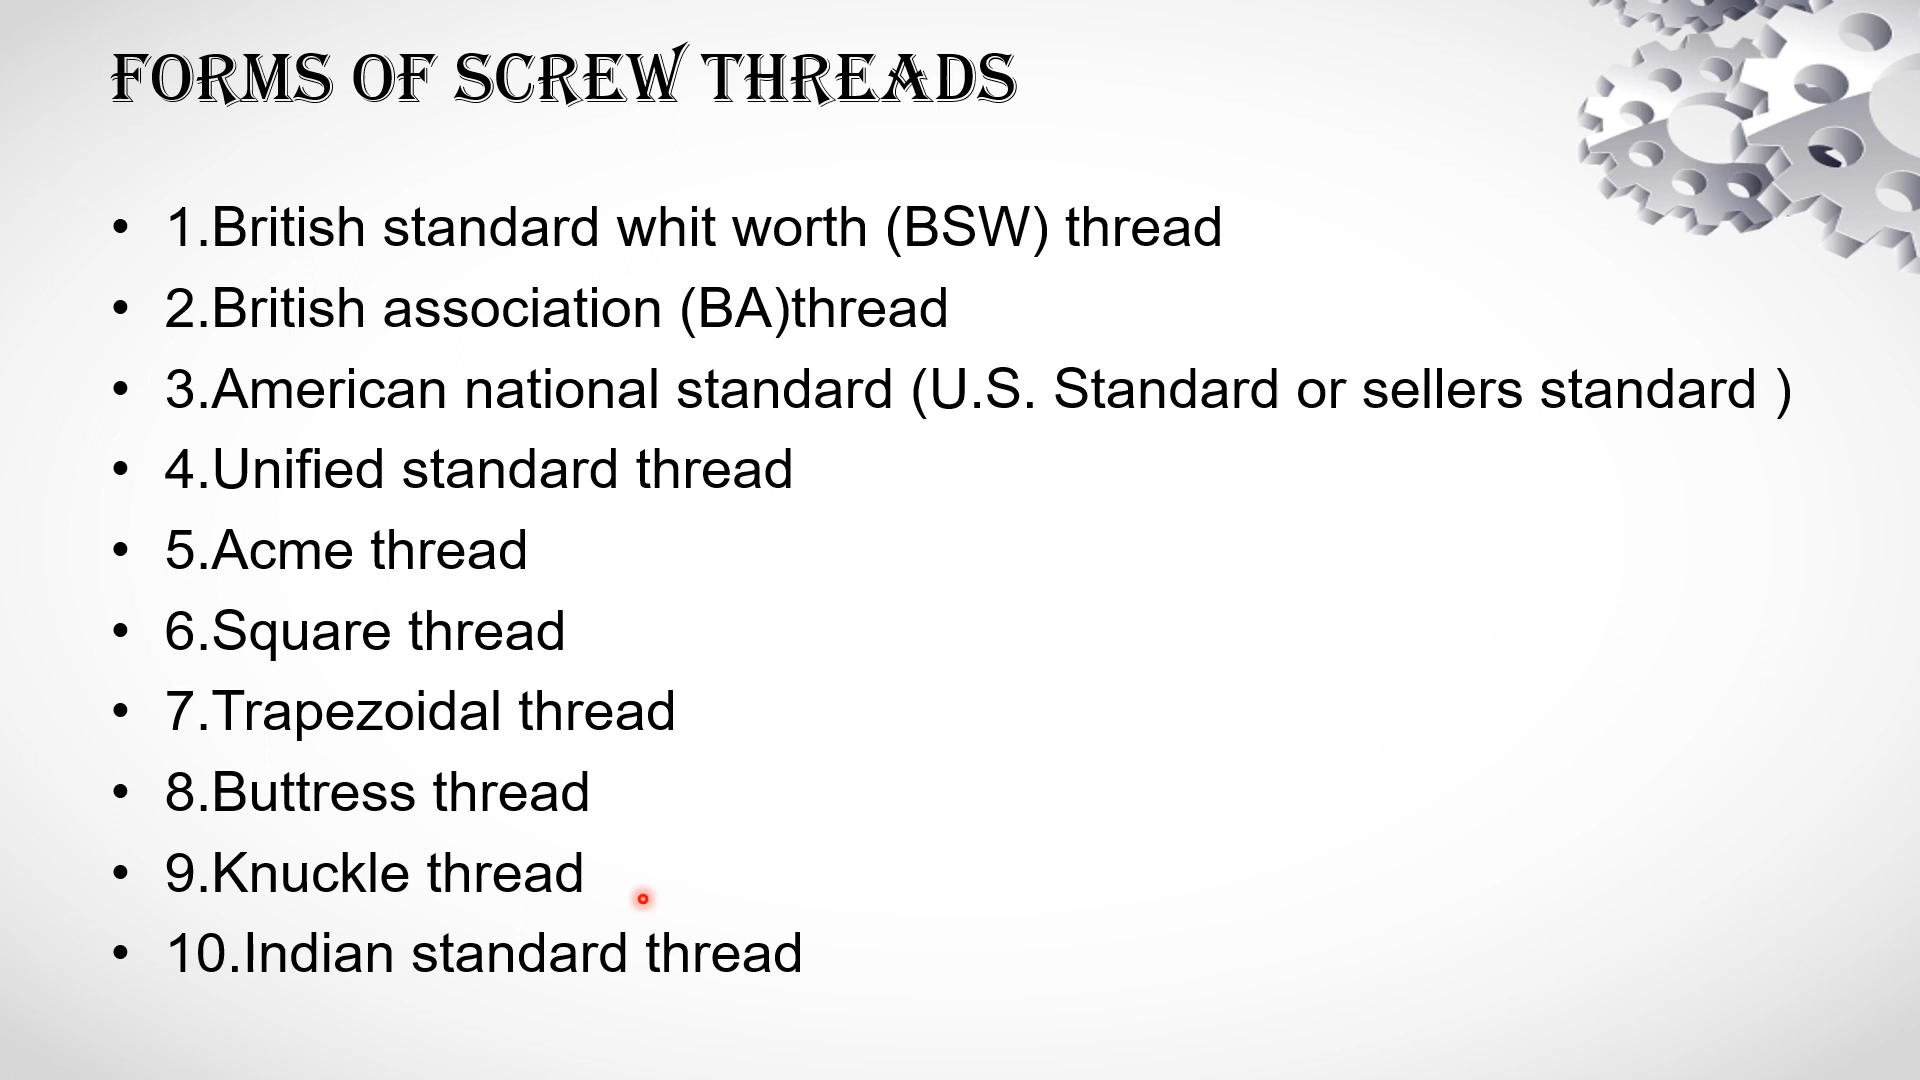 FORMS OF SCREW THREADS
• 1.British standard whit worth (BSW) thread
• 2.British association (BA)thread
• 3.American national standard (U.S. Standard or sellers standard )
• 4.Unified standard thread
• 5.Acme thread
• 6.Square thread
• 7.Trapezoidal thread
• 8.Buttress thread
• 9.Knuckle thread
• 10.Indian standard thread